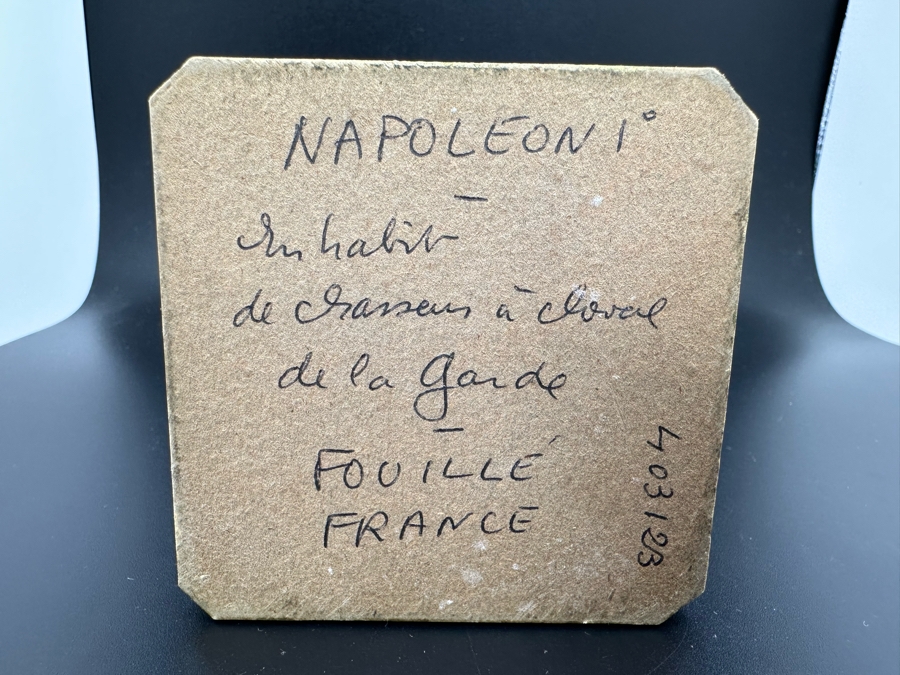 NAPOLEON 1°
—
En habit
de chasseur à cheval
de la Garde
—
FOUILLÉ
FRANCE
403123